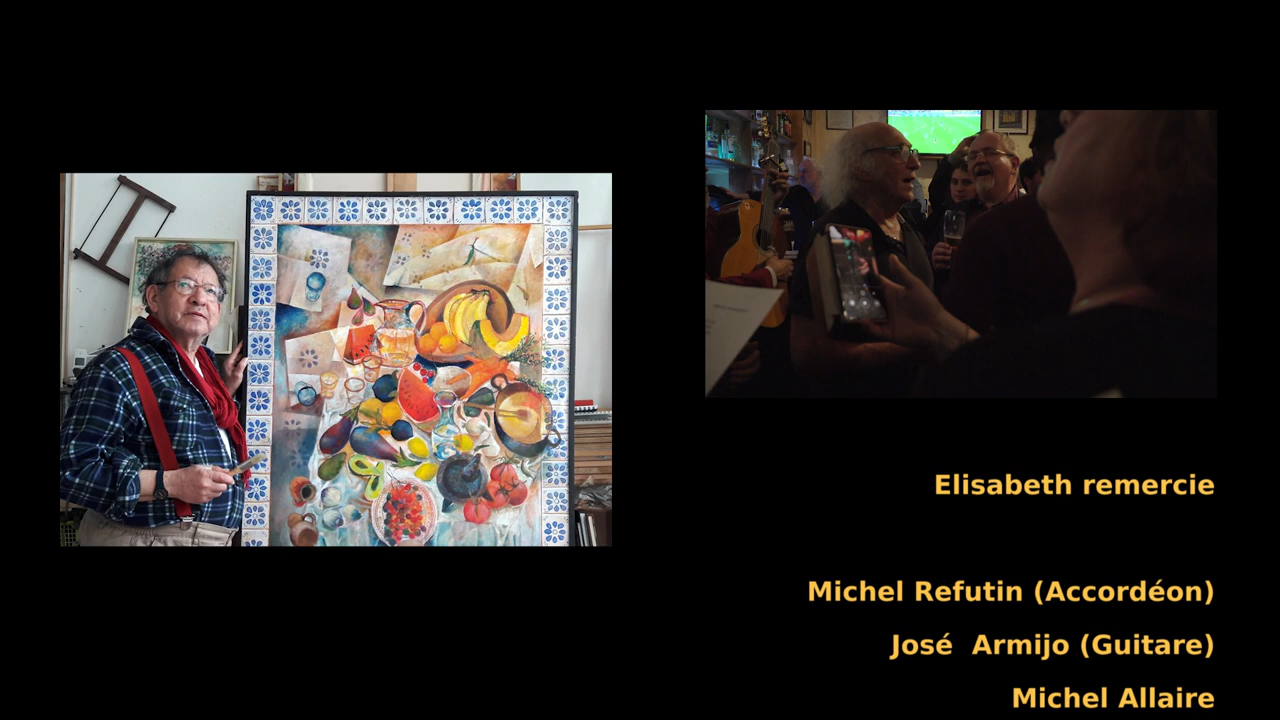 Elisabeth remercie
Michel Refutin (Accordéon)
José  Armijo (Guitare)
Michel Allaire